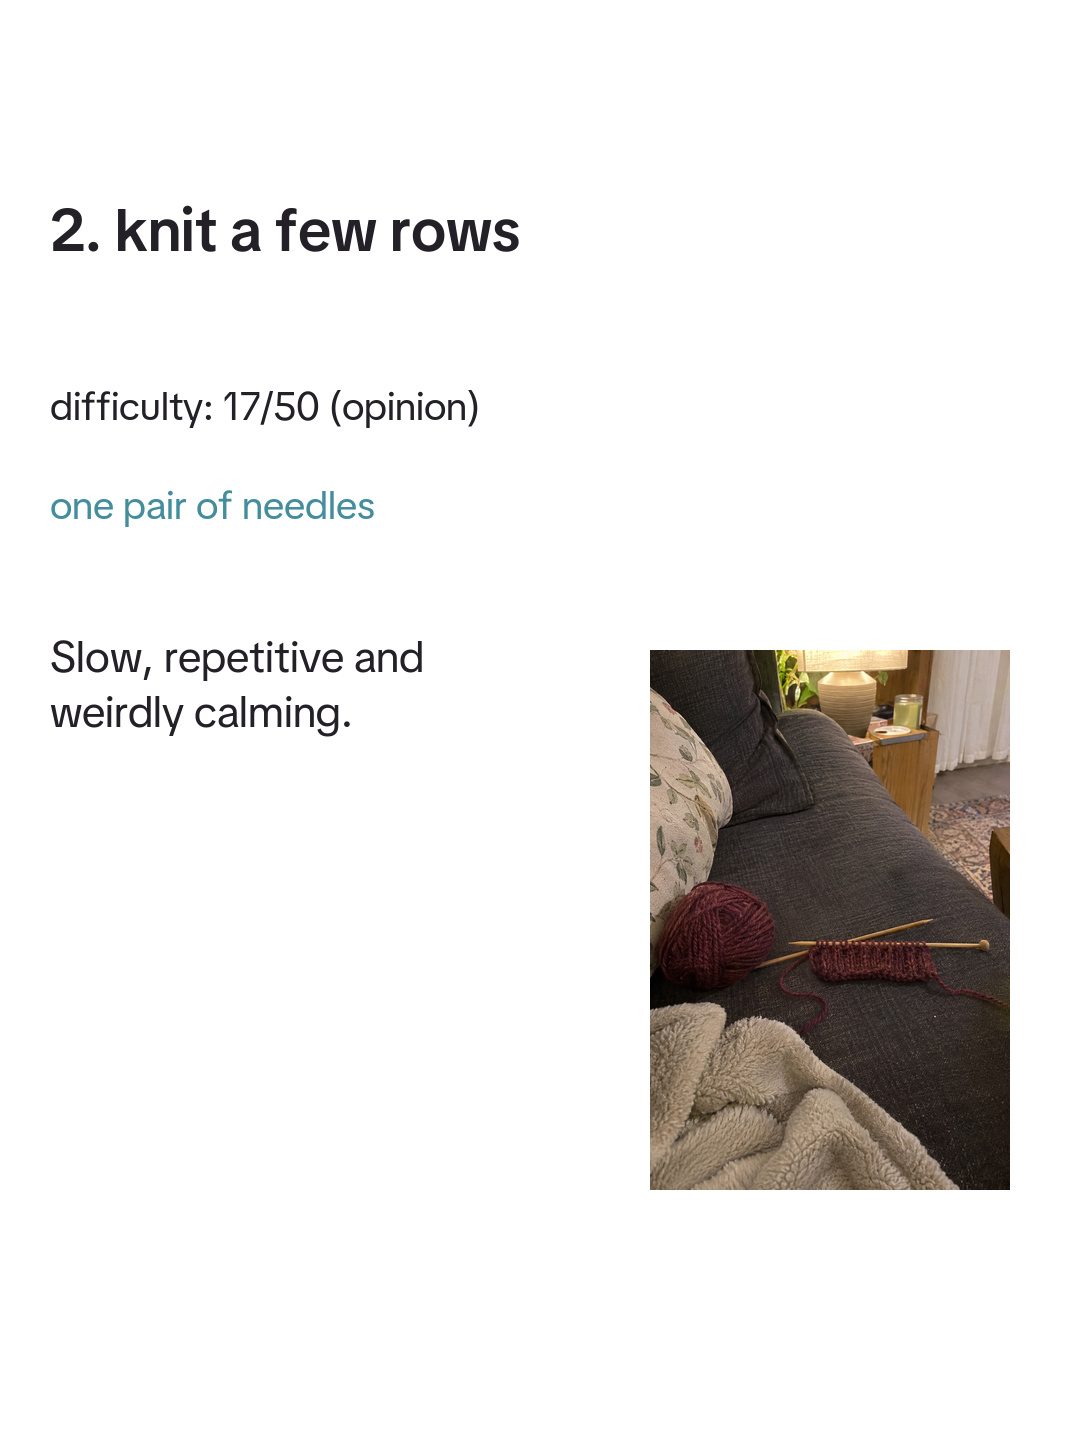 2. knit a few rows
difficulty: 17/50 (opinion)
one pair of needles
Slow, repetitive and
weirdly calming.